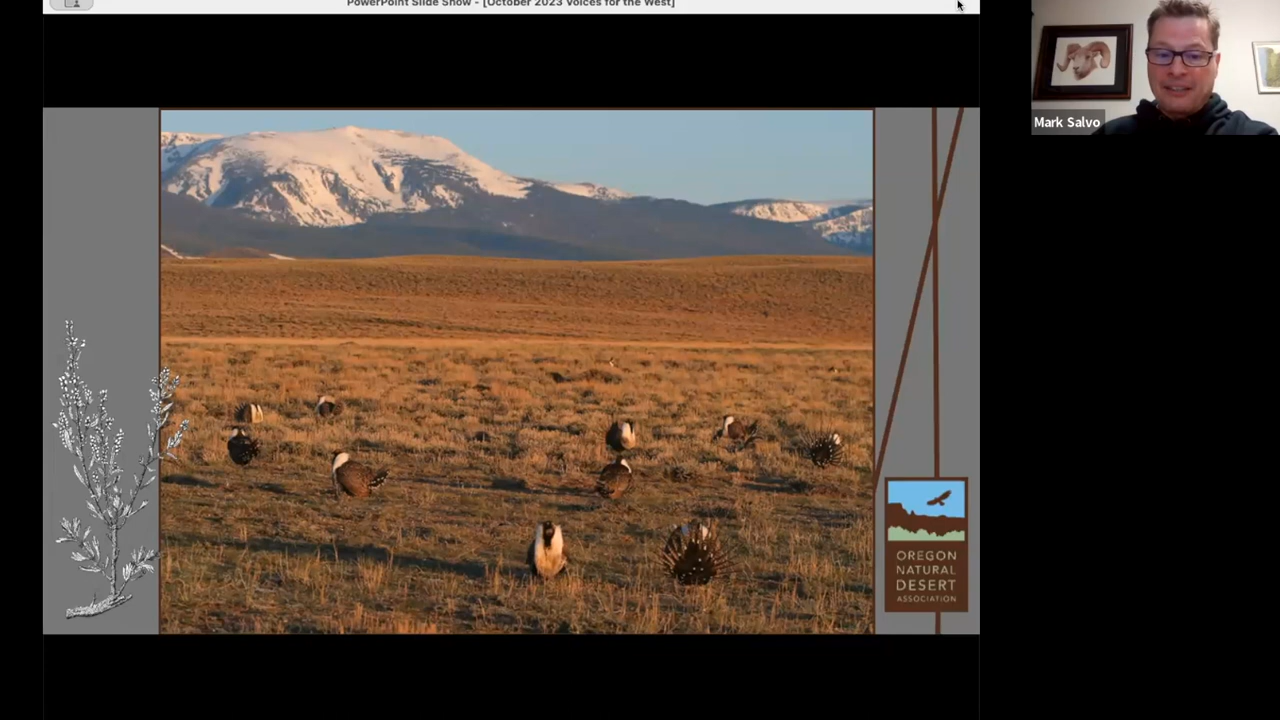 PowerPoint Slide Show - [October 2023 Voices for the West]
Mark Salvo
OREGON
NATURAL
DESERT
ASSOCIATION